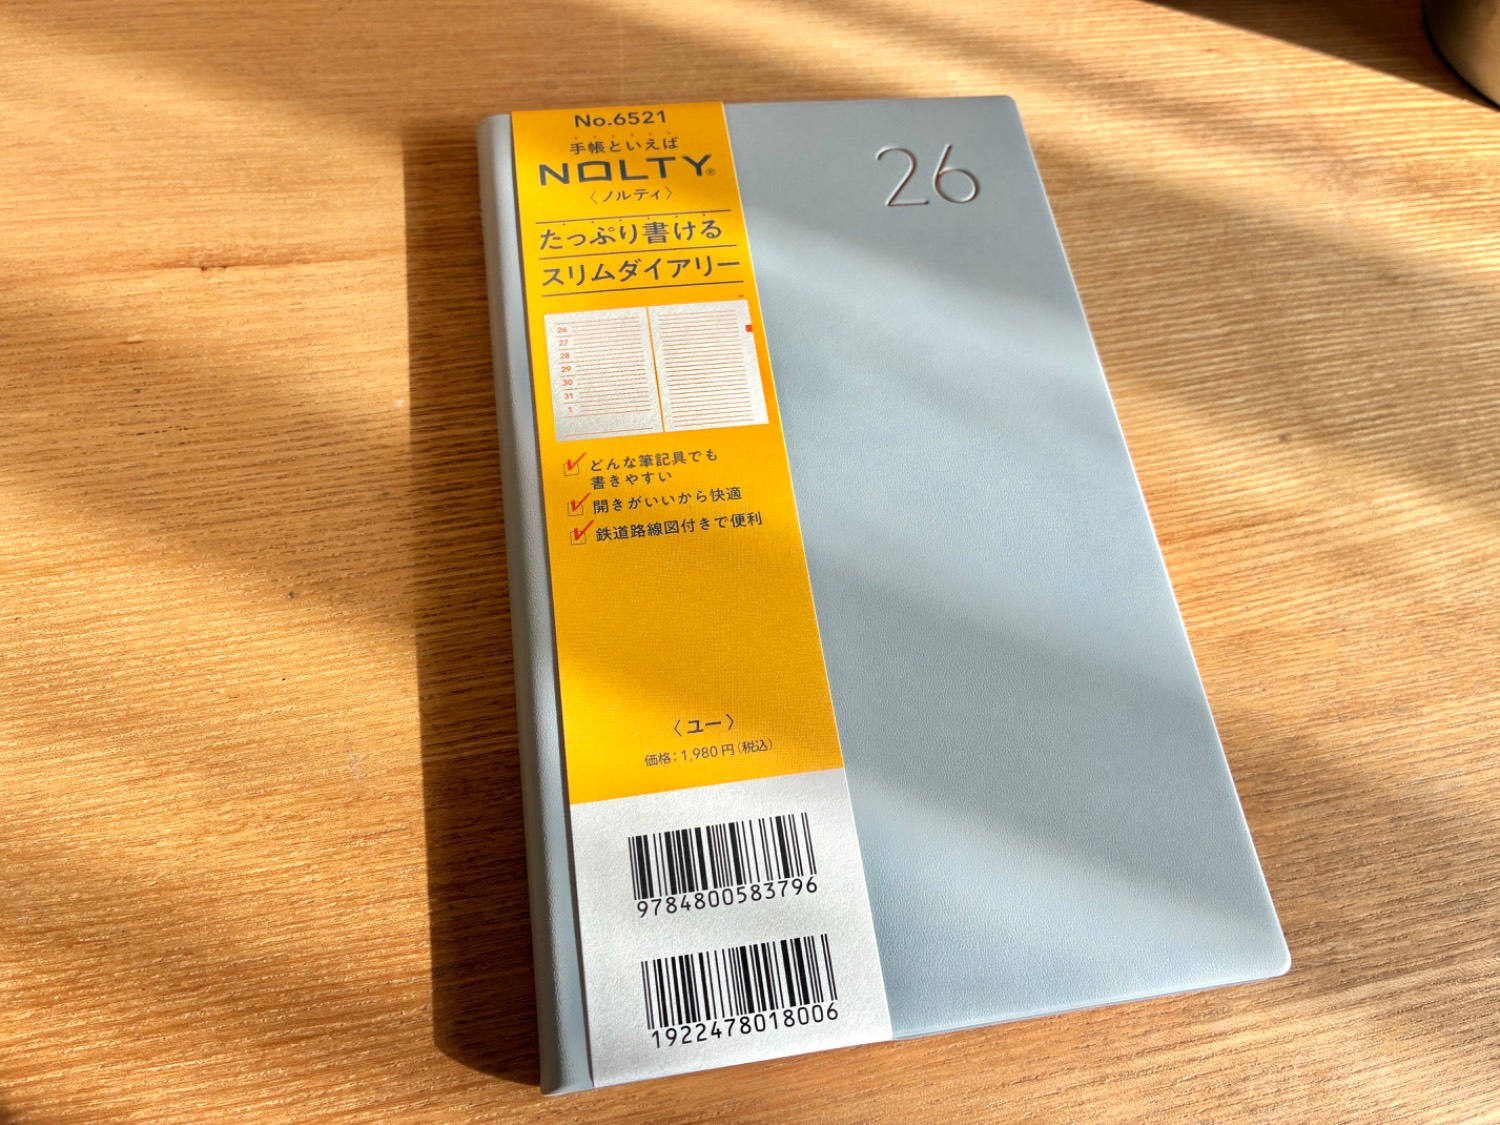 No.6521
手帳といえば
NOLTY®
〈ノルティ〉
たっぷり書ける
スリムダイアリー
26
27
28
29
30
31
1
どんな筆記具でも
書きやすい
開きがいいから快適
鉄道路線図付きで便利
〈ユー〉
価格：1,980円（税込）
9784800583796
1922478018006
26